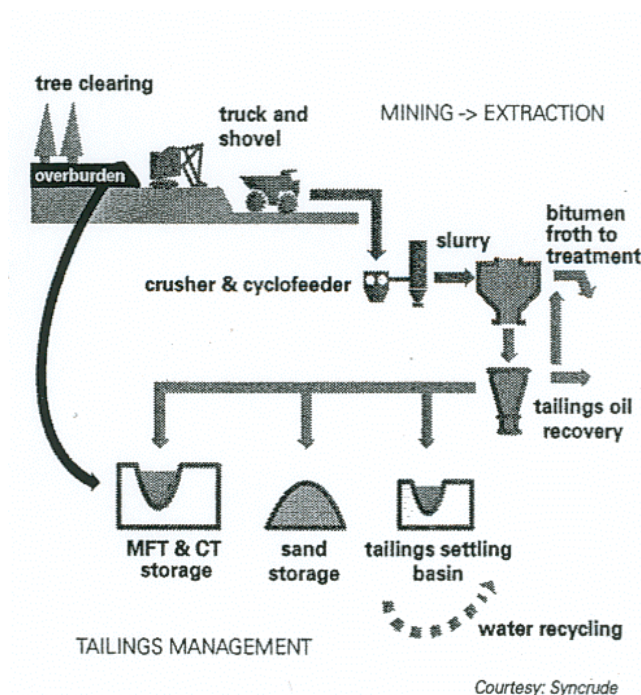 tree clearing
truck and
shovel
MINING -> EXTRACTION
overburden
bitumen
froth to
treatment
slurry
crusher & cyclofeeder
tailings oil
recovery
MFT & CT
storage
sand
storage
tailings settling
basin
water recycling
TAILINGS MANAGEMENT
Courtesy: Syncrude